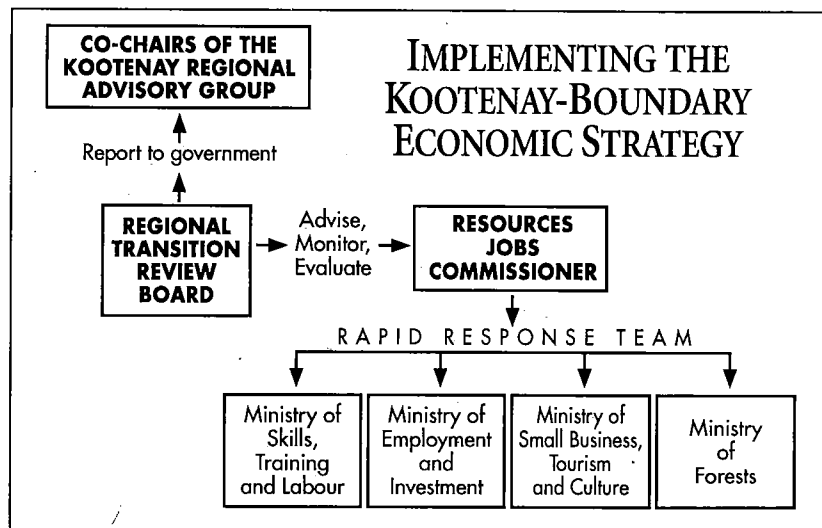 CO-CHAIRS OF THE
KOOTENAY REGIONAL
ADVISORY GROUP
IMPLEMENTING THE
KOOTENAY-BOUNDARY
ECONOMIC STRATEGY
Report to government
REGIONAL
TRANSITION
REVIEW
BOARD
Advise,
Monitor,
Evaluate
RESOURCES
JOBS
COMMISSIONER
RAPID RESPONSE TEAM
Ministry of
Skills,
Training
and Labour
Ministry of
Employment
and
Investment
Ministry of
Small Business,
Tourism
and Culture
Ministry
of
Forests